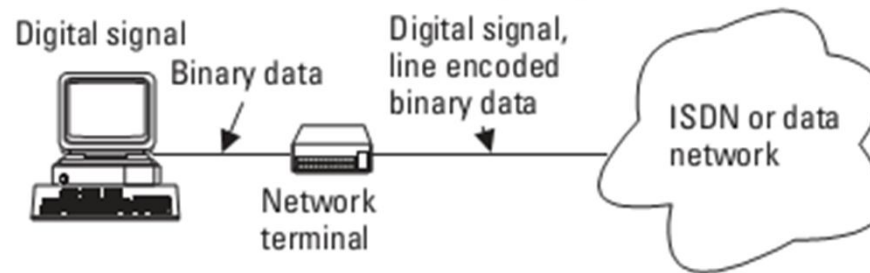 Digital signal
Binary data
Digital signal,
line encoded
binary data
ISDN or data
network
Network
terminal